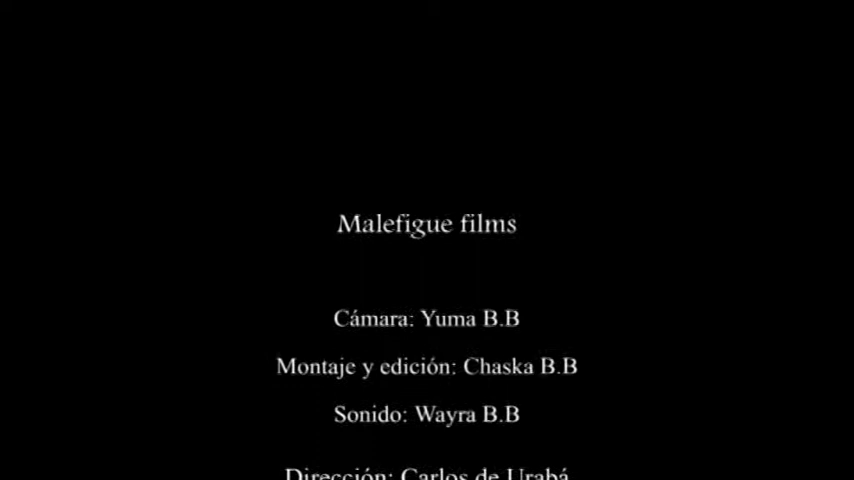 Malefigue films
Cámara: Yuma B.B
Montaje y edición: Chaska B.B
Sonido: Wayra B.B
Dirección: Carlos de Urabá